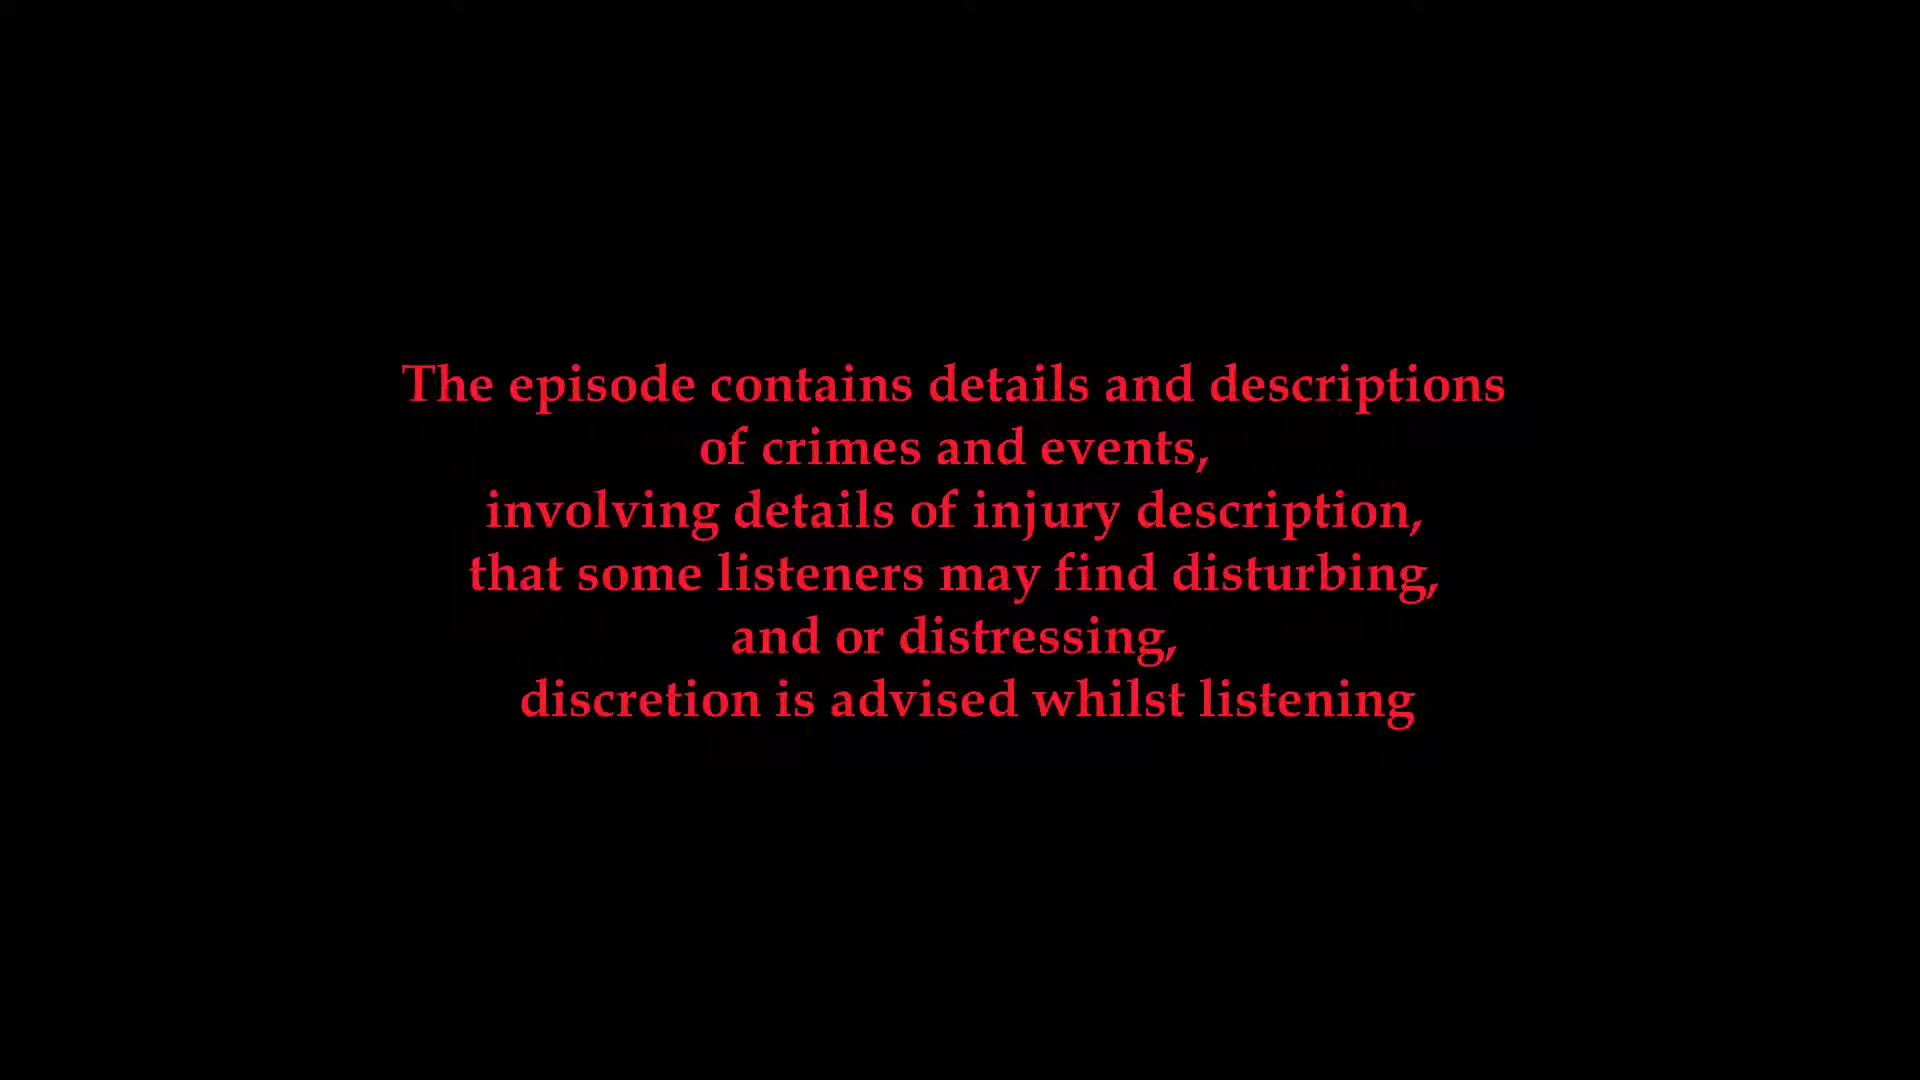 The episode contains details and descriptions
of crimes and events,
involving details of injury description,
that some listeners may find disturbing,
and or distressing,
discretion is advised whilst listening